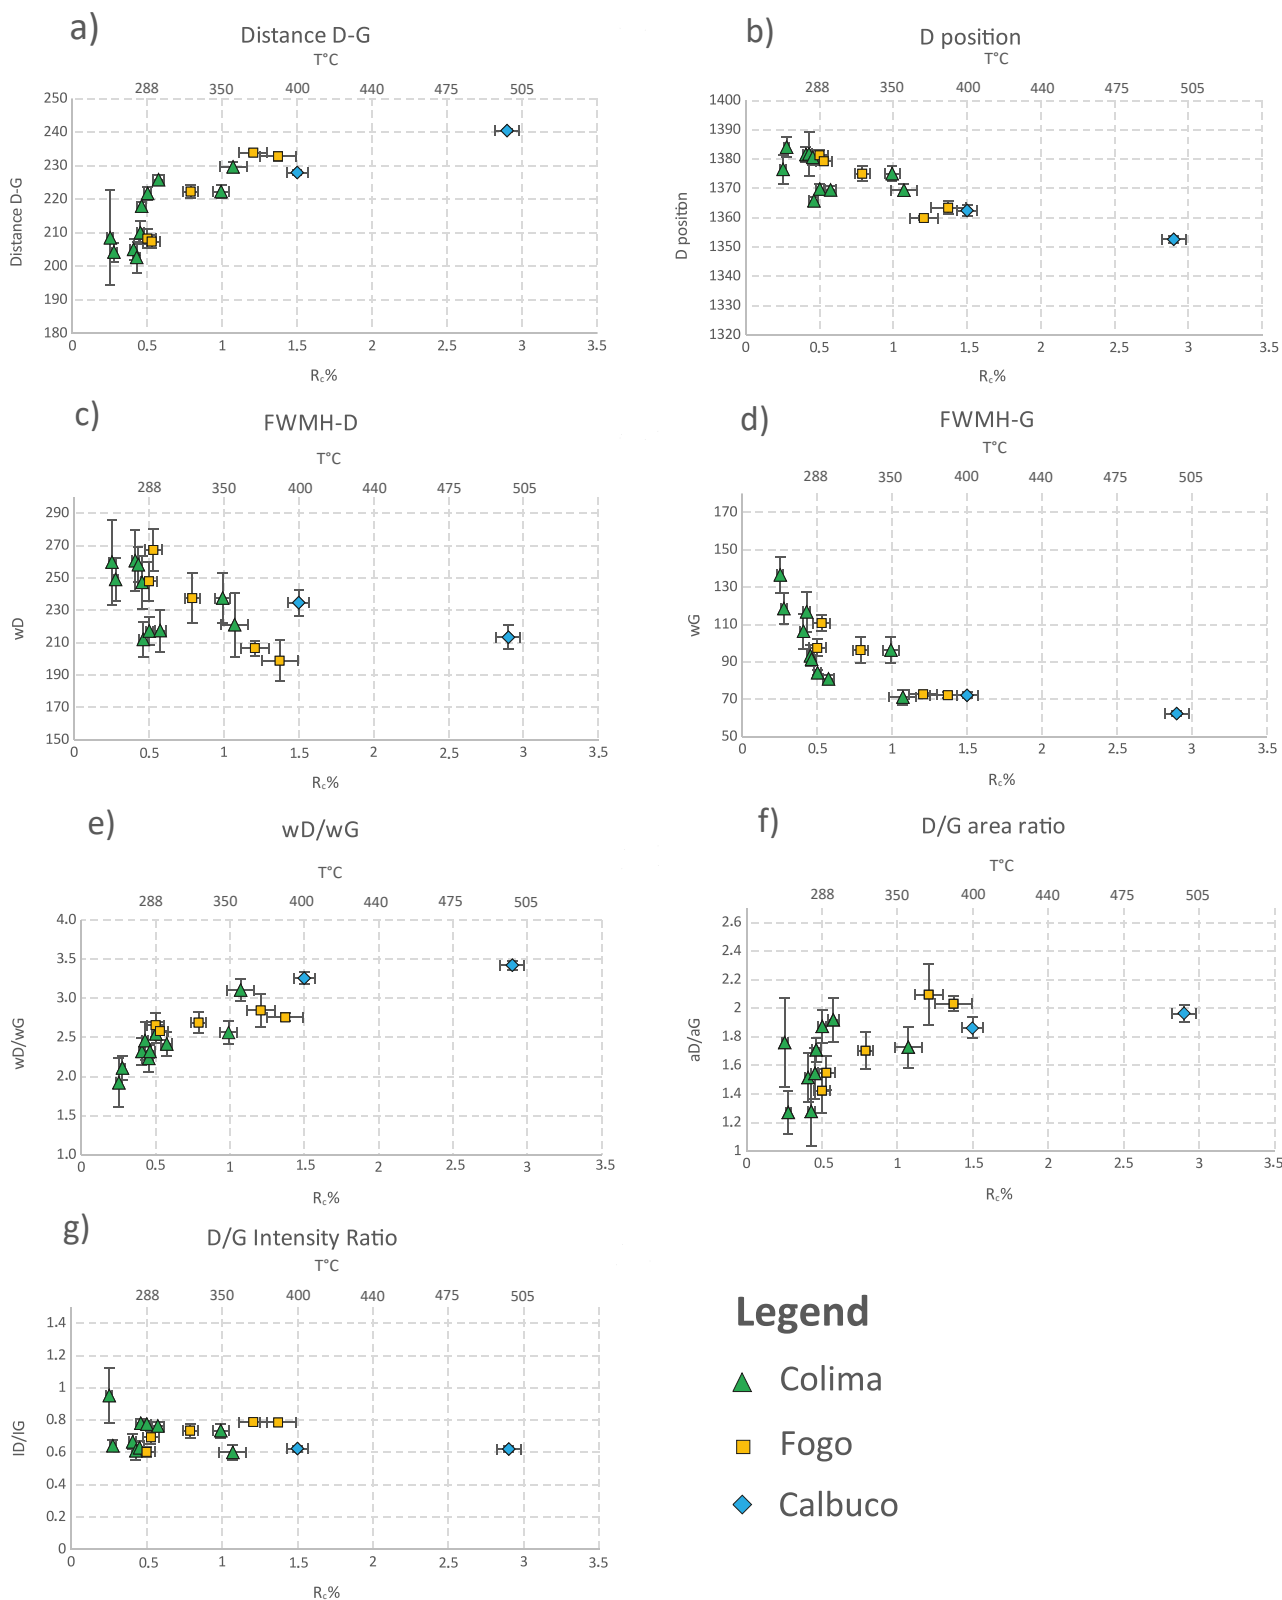 a)
Distance D-G
T°C
288 350 400 440 475 505
250
240
230
220
210
200
190
180
Distance D-G
0 0.5 1 1.5 2 2.5 3 3.5
Rc%
b)
D position
T°C
288 350 400 440 475 505
1400
1390
1380
1370
1360
1350
1340
1330
1320
D position
0 0,5 1 1.5 2 2.5 3 3.5
Rc%
c)
FWMH-D
T°C
288 350 400 440 475 505
290
270
250
230
210
190
170
150
wD
0 0.5 1 1.5 2 2.5 3 3.5
Rc%
d)
FWMH-G
T°C
288 350 400 440 475 505
170
150
130
110
90
70
50
wG
0 0.5 1 1.5 2 2.5 3 3.5
Rc%
e)
wD/wG
T°C
288 350 400 440 475 505
4.0
3.5
3.0
2.5
2.0
1.5
1.0
wD/wG
0 0.5 1 1.5 2 2.5 3 3.5
Rc%
f)
D/G area ratio
T°C
288 350 400 440 475 505
2.6
2.4
2.2
2
1.8
1.6
1.4
1.2
1
aD/aG
0 0.5 1 1.5 2 2.5 3 3.5
Rc%
g)
D/G Intensity Ratio
T°C
288 350 400 440 475 505
1.4
1.2
1
0.8
0.6
0.4
0.2
0
ID/IG
0 0.5 1 1.5 2 2.5 3 3.5
Rc%
Legend
Colima
Fogo
Calbuco